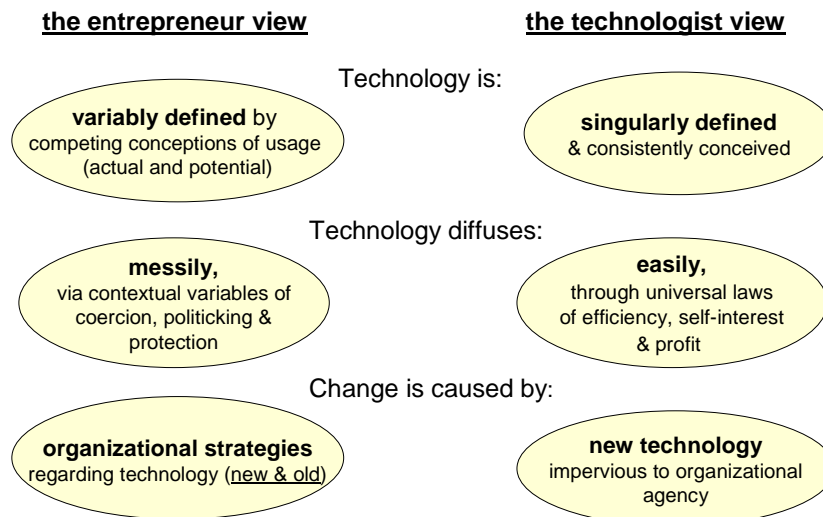 the entrepreneur view
the technologist view
Technology is:
variably defined by
competing conceptions of usage
(actual and potential)
singularly defined
& consistently conceived
Technology diffuses:
messily,
via contextual variables of
coercion, politicking &
protection
easily,
through universal laws
of efficiency, self-interest
& profit
Change is caused by:
organizational strategies
regarding technology (new & old)
new technology
impervious to organizational
agency